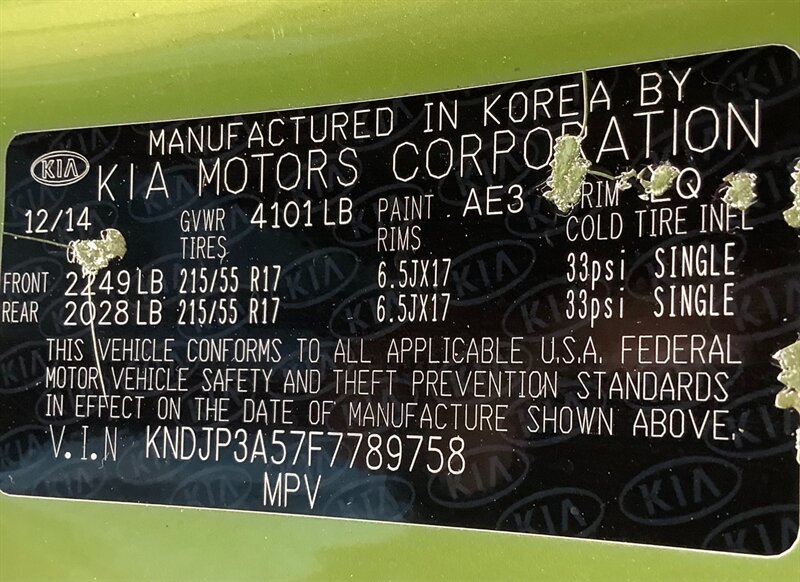 MANUFACTURED IN KOREA BY
KIA KIA MOTORS CORPORATION
12/14 GVWR 4101LB PAINT AE3 TRIM EQ
TIRES RIMS COLD TIRE INFL
FRONT 2249LB 215/55 R17 6.5JX17 33psi SINGLE
REAR 2028LB 215/55 R17 6.5JX17 33psi SINGLE
THIS VEHICLE CONFORMS TO ALL APPLICABLE U.S.A. FEDERAL
MOTOR VEHICLE SAFETY AND THEFT PREVENTION STANDARDS
IN EFFECT ON THE DATE OF MANUFACTURE SHOWN ABOVE.
V.I.N KNDJP3A57F7789758
MPV